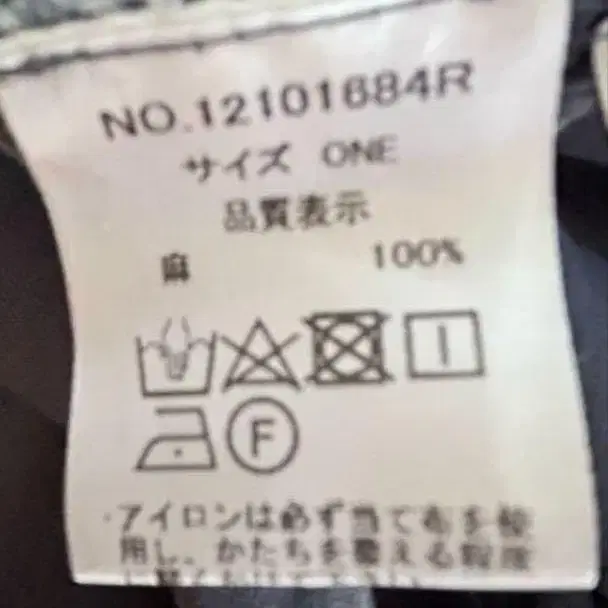 NO.12101684R
サイズ ONE
品質表示
麻 100%
F
・アイロンは必ず当て布を使
用し、かたちを整える程度